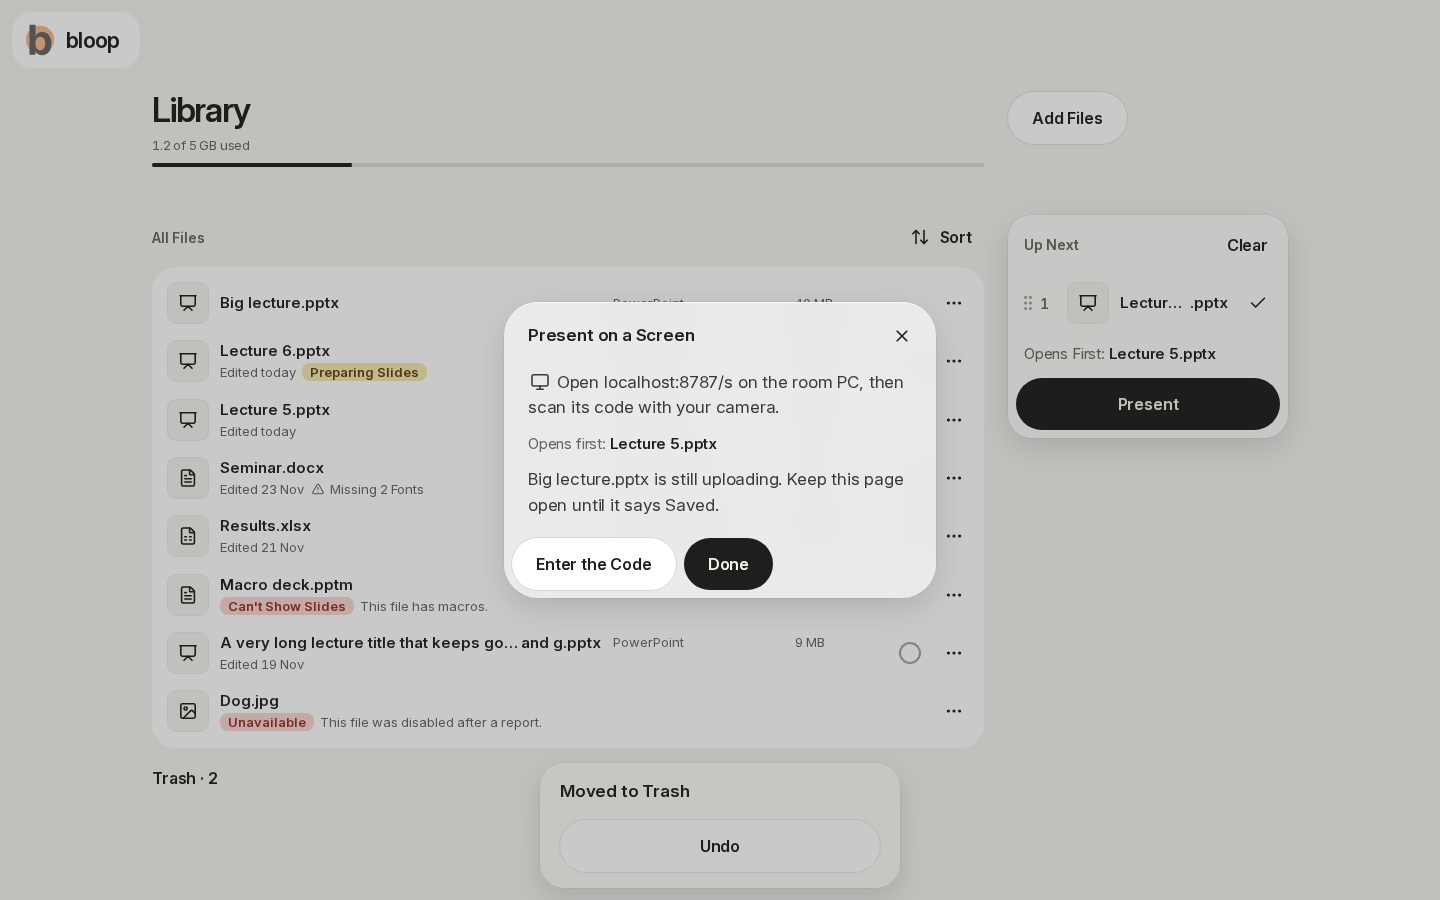 bloop
Library
1.2 of 5 GB used
Add Files
All Files
Sort
Up Next
Clear
Big lecture.pptx
PowerPoint
40 MB
1
Lectur… .pptx
Opens First: Lecture 5.pptx
Present
Lecture 6.pptx
Edited today
Preparing Slides
Lecture 5.pptx
Edited today
Seminar.docx
Edited 23 Nov
Missing 2 Fonts
Results.xlsx
Edited 21 Nov
Macro deck.pptm
Can't Show Slides
This file has macros.
A very long lecture title that keeps go… and g.pptx
PowerPoint
9 MB
Edited 19 Nov
Dog.jpg
Unavailable
This file was disabled after a report.
Trash · 2
Present on a Screen
Open localhost:8787/s on the room PC, then
scan its code with your camera.
Opens first: Lecture 5.pptx
Big lecture.pptx is still uploading. Keep this page
open until it says Saved.
Enter the Code
Done
Moved to Trash
Undo